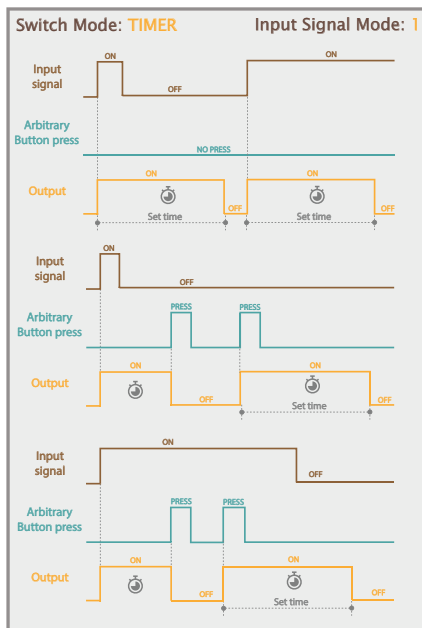 Switch Mode: TIMER Input Signal Mode: 1
ON
ON
Input
signal
OFF
Arbitrary
Button press
NO PRESS
ON
ON
Output
OFF
OFF
Set time
Set time
ON
Input
signal
OFF
PRESS
PRESS
Arbitrary
Button press
ON
ON
Output
OFF
OFF
Set time
ON
Input
signal
OFF
PRESS
PRESS
Arbitrary
Button press
ON
ON
Output
OFF
OFF
Set time